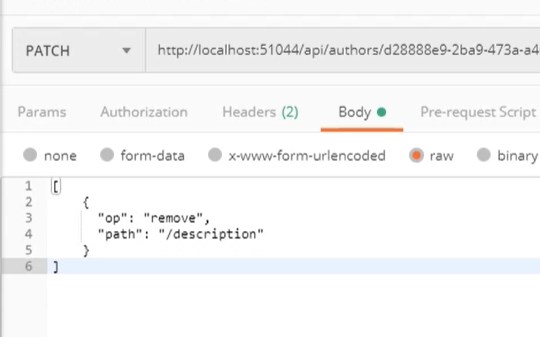 PATCH http://localhost:51044/api/authors/d28888e9-2ba9-473a-a4
Params Authorization Headers (2) Body Pre-request Script
none form-data x-www-form-urlencoded raw binary
1 [
2 {
3 "op": "remove",
4 "path": "/description"
5 }
6 ]